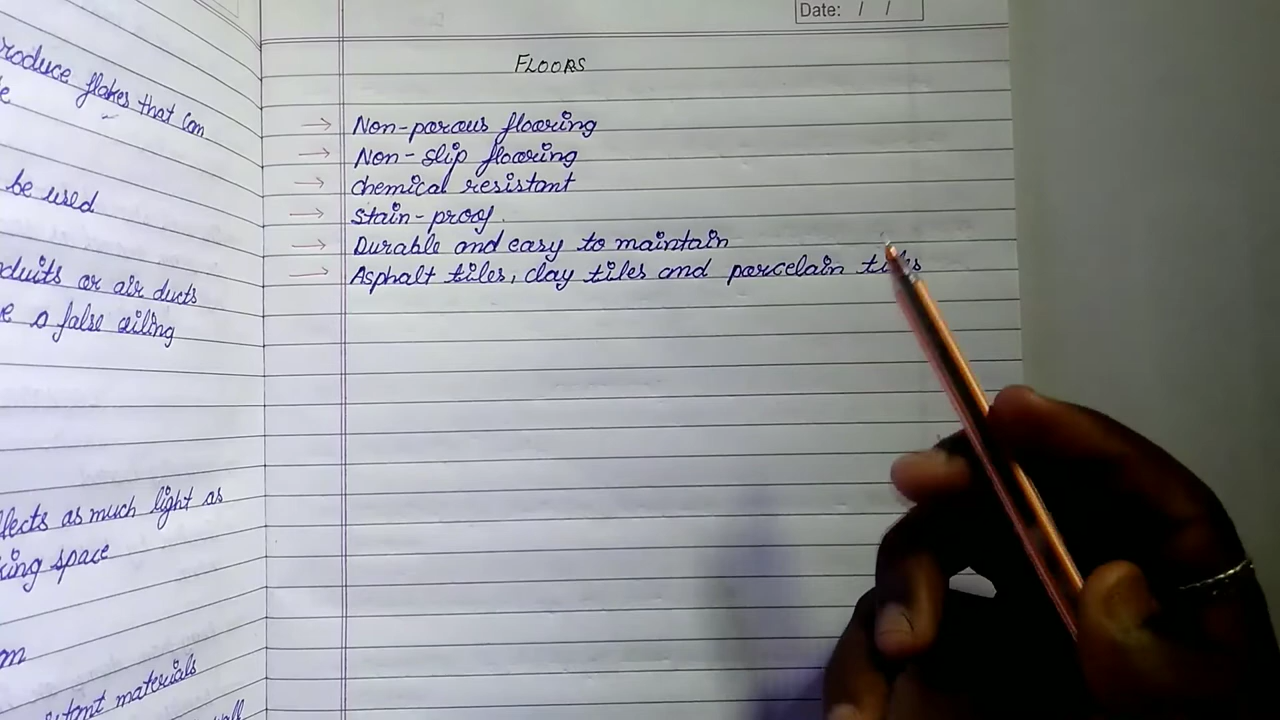 Date: / /
roduce flakes that can
e
be used
duits or air ducts
e a false ceiling
ffects as much light as
king space
m
materials
FLOORS
→ Non-porous flooring
→ Non-slip flooring
→ chemical resistant
→ stain-proof.
→ Durable and easy to maintain
→ Asphalt tiles, clay tiles and porcelain tiles